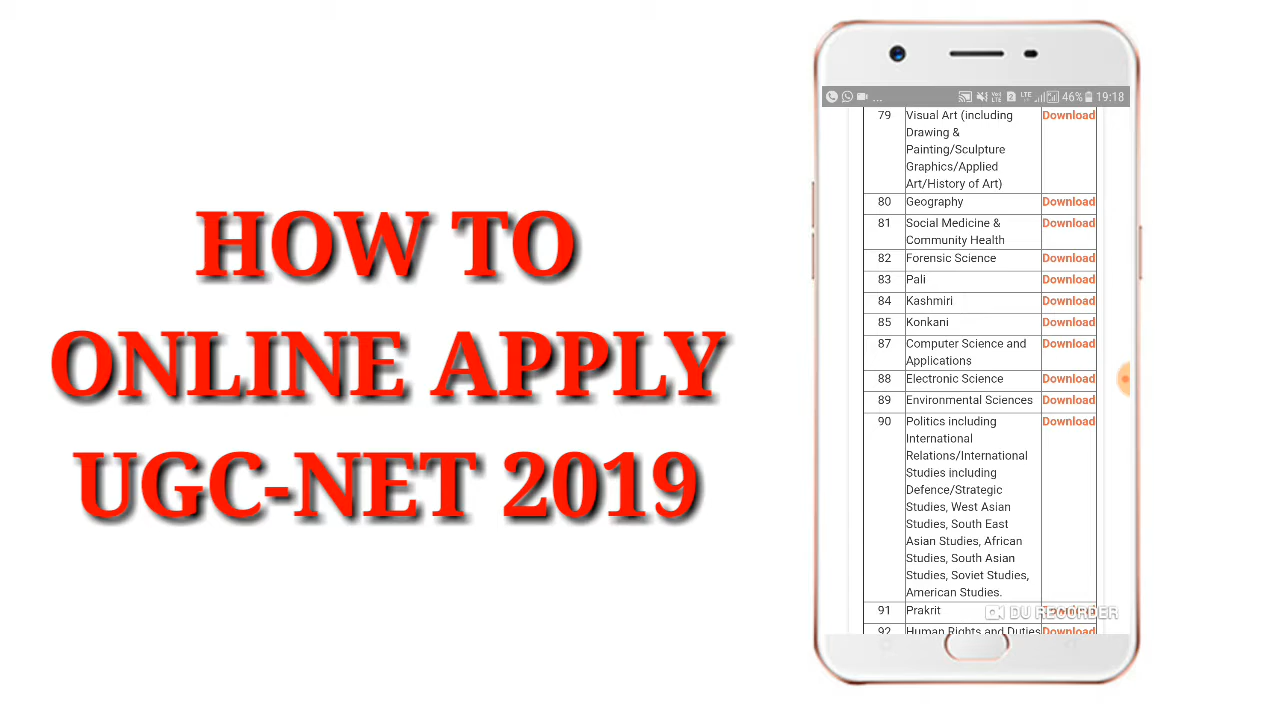 HOW TO
ONLINE APPLY
UGC-NET 2019
... LTE 46% 19:18
79 Visual Art (including Download
Drawing &
Painting/Sculpture
Graphics/Applied
Art/History of Art)
80 Geography Download
81 Social Medicine & Download
Community Health
82 Forensic Science Download
83 Pali Download
84 Kashmiri Download
85 Konkani Download
87 Computer Science and Download
Applications
88 Electronic Science Download
89 Environmental Sciences Download
90 Politics including Download
International
Relations/International
Studies including
Defence/Strategic
Studies, West Asian
Studies, South East
Asian Studies, African
Studies, South Asian
Studies, Soviet Studies,
American Studies.
91 Prakrit Download
DU RECORDER
92 Human Rights and Duties Download